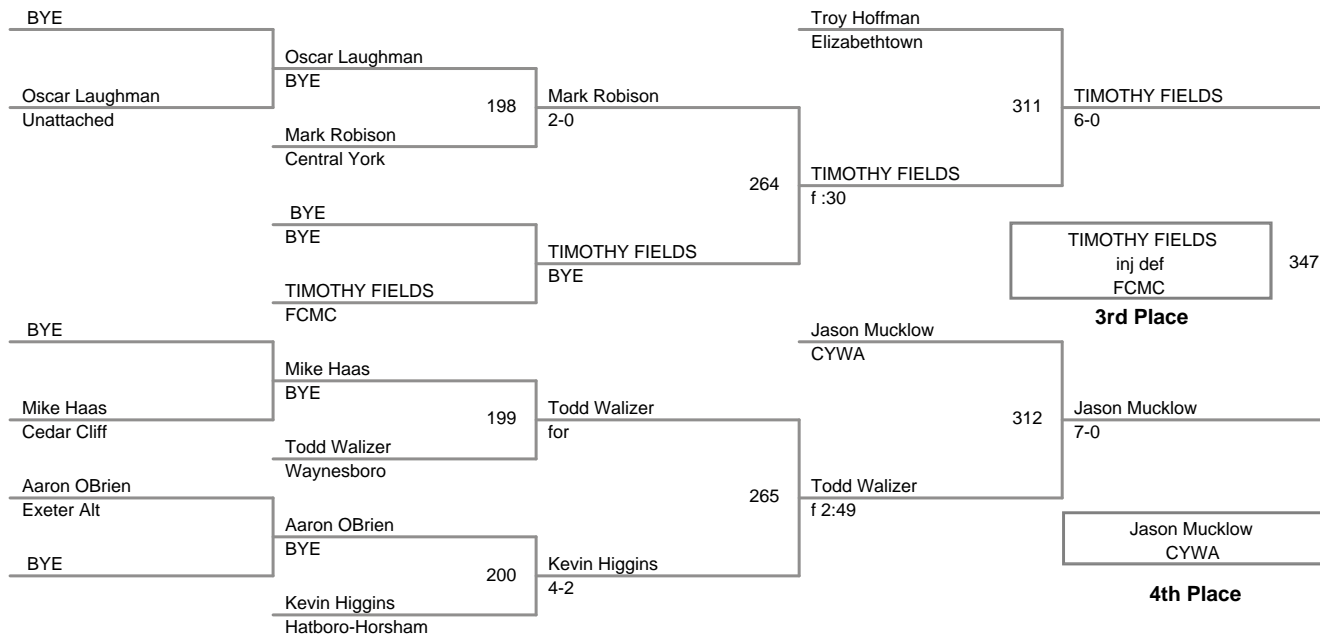 BYE
Oscar Laughman
Unattached
Oscar Laughman
BYE
198
Mark Robison
Central York
Mark Robison
2-0
BYE
BYE
TIMOTHY FIELDS
FCMC
TIMOTHY FIELDS
BYE
264
TIMOTHY FIELDS
f :30
Troy Hoffman
Elizabethtown
311
TIMOTHY FIELDS
6-0
TIMOTHY FIELDS
inj def
FCMC
347
3rd Place
BYE
Mike Haas
Cedar Cliff
Mike Haas
BYE
199
Todd Walizer
Waynesboro
Todd Walizer
for
Aaron OBrien
Exeter Alt
BYE
Aaron OBrien
BYE
200
Kevin Higgins
Hatboro-Horsham
Kevin Higgins
4-2
265
Todd Walizer
f 2:49
Jason Mucklow
CYWA
312
Jason Mucklow
7-0
Jason Mucklow
CYWA
4th Place